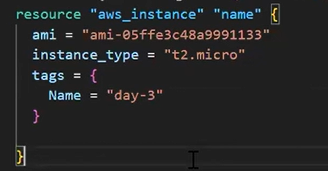 resource "aws_instance" "name" {
  ami = "ami-05ffe3c48a9991133"
  instance_type = "t2.micro"
  tags = {
    Name = "day-3"
  }
}